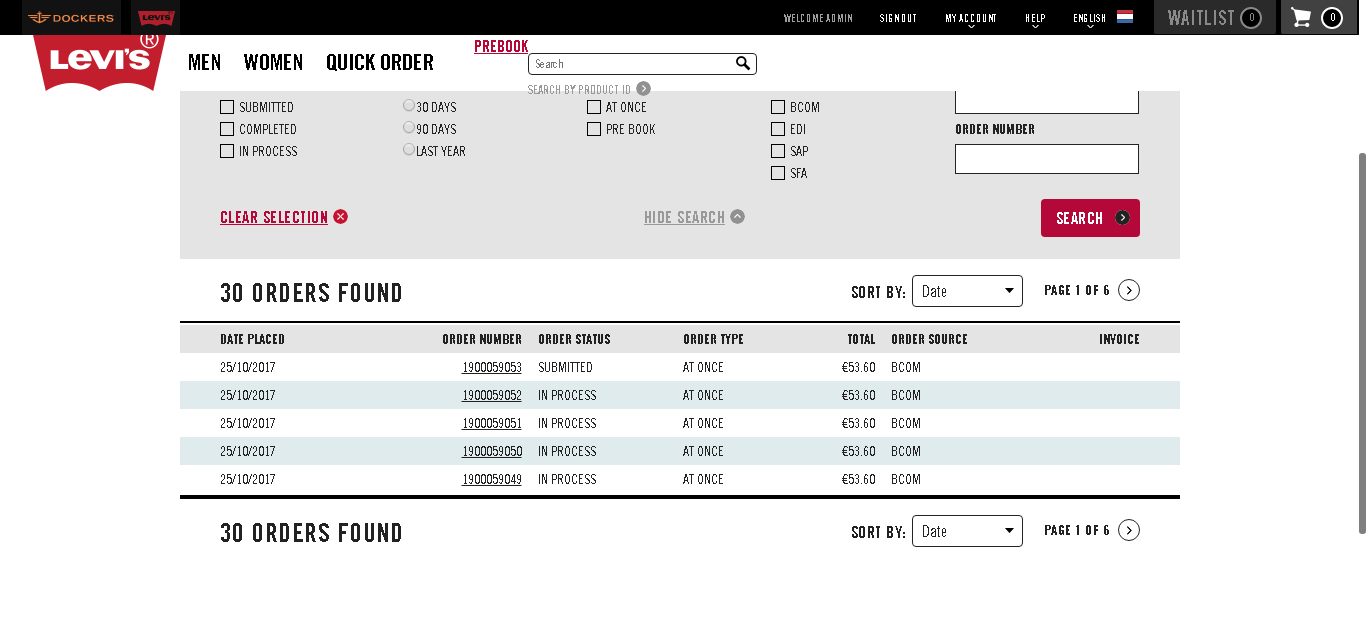 DOCKERS
LEVI'S
WELCOME ADMIN SIGNOUT MY ACCOUNT HELP ENGLISH WAITLIST 0 0
LEVI'S ®
MEN WOMEN QUICK ORDER
PREBOOK
Search
SEARCH BY PRODUCT ID
SUBMITTED 30 DAYS AT ONCE BCOM
COMPLETED 90 DAYS PRE BOOK EDI ORDER NUMBER
IN PROCESS LAST YEAR SAP
SFA
CLEAR SELECTION HIDE SEARCH SEARCH
30 ORDERS FOUND SORT BY: Date PAGE 1 OF 6
DATE PLACED ORDER NUMBER ORDER STATUS ORDER TYPE TOTAL ORDER SOURCE INVOICE
25/10/2017 1900059053 SUBMITTED AT ONCE €53.60 BCOM
25/10/2017 1900059052 IN PROCESS AT ONCE €53.60 BCOM
25/10/2017 1900059051 IN PROCESS AT ONCE €53.60 BCOM
25/10/2017 1900059050 IN PROCESS AT ONCE €53.60 BCOM
25/10/2017 1900059049 IN PROCESS AT ONCE €53.60 BCOM
30 ORDERS FOUND SORT BY: Date PAGE 1 OF 6